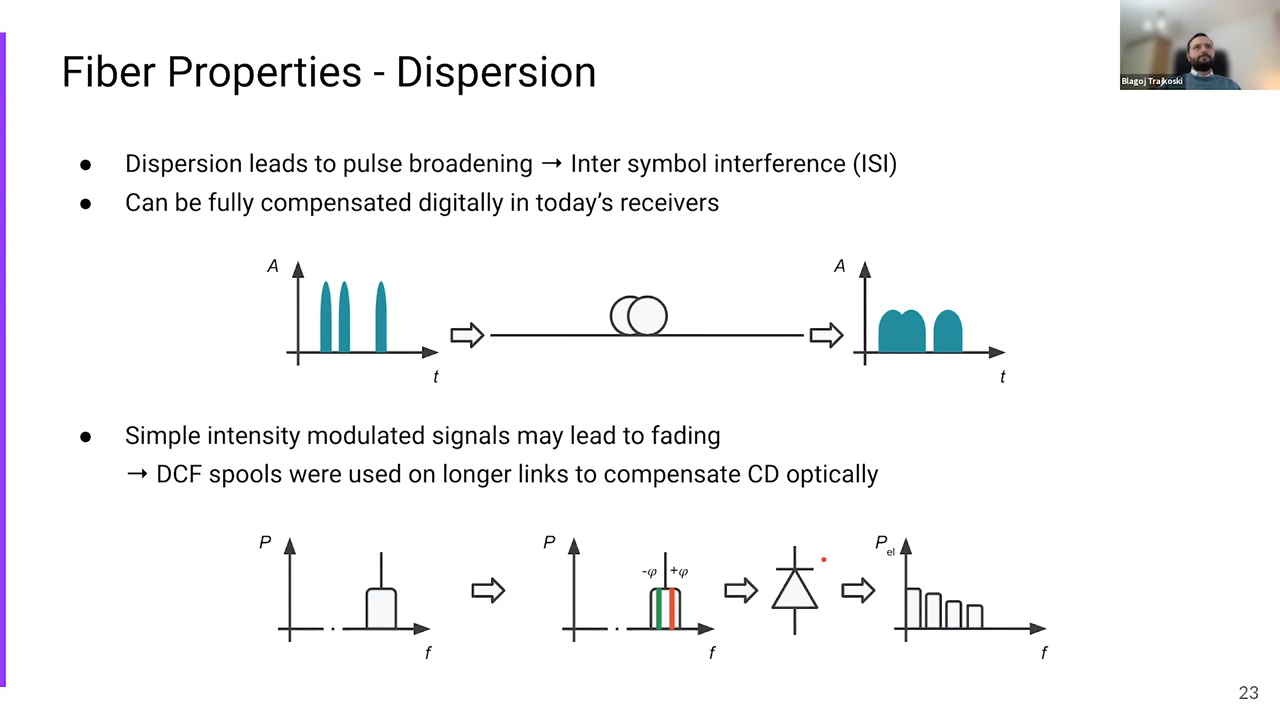 Fiber Properties - Dispersion
Blagoj Trajkoski
● Dispersion leads to pulse broadening → Inter symbol interference (ISI)
● Can be fully compensated digitally in today’s receivers
A
t
A
t
● Simple intensity modulated signals may lead to fading
→ DCF spools were used on longer links to compensate CD optically
P
f
P
-φ +φ
f
Pel
f
23